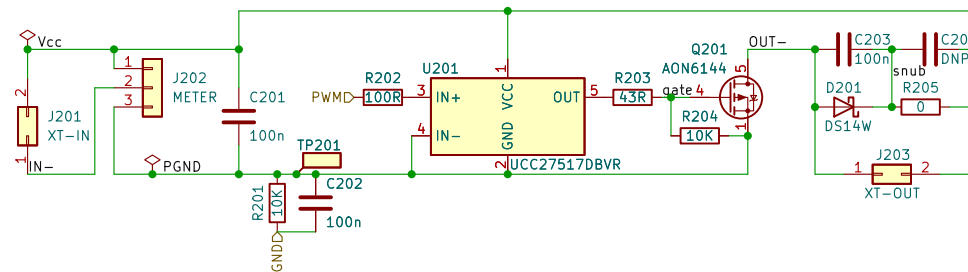 Vcc
OUT-
Q201
AON6144
C203
100n
C20
DNP
snub
J202
METER
1
2
3
U201
R202
100R
PWM
3
IN+
1
VCC
OUT
5
R203
43R
gate
4
5
1
D201
DS14W
R205
0
2
J201
XT-IN
1
IN-
C201
100n
4
IN-
GND
2
UCC27517DBVR
R204
10K
TP201
PGND
J203
1
2
XT-OUT
R201
10K
C202
100n
GND